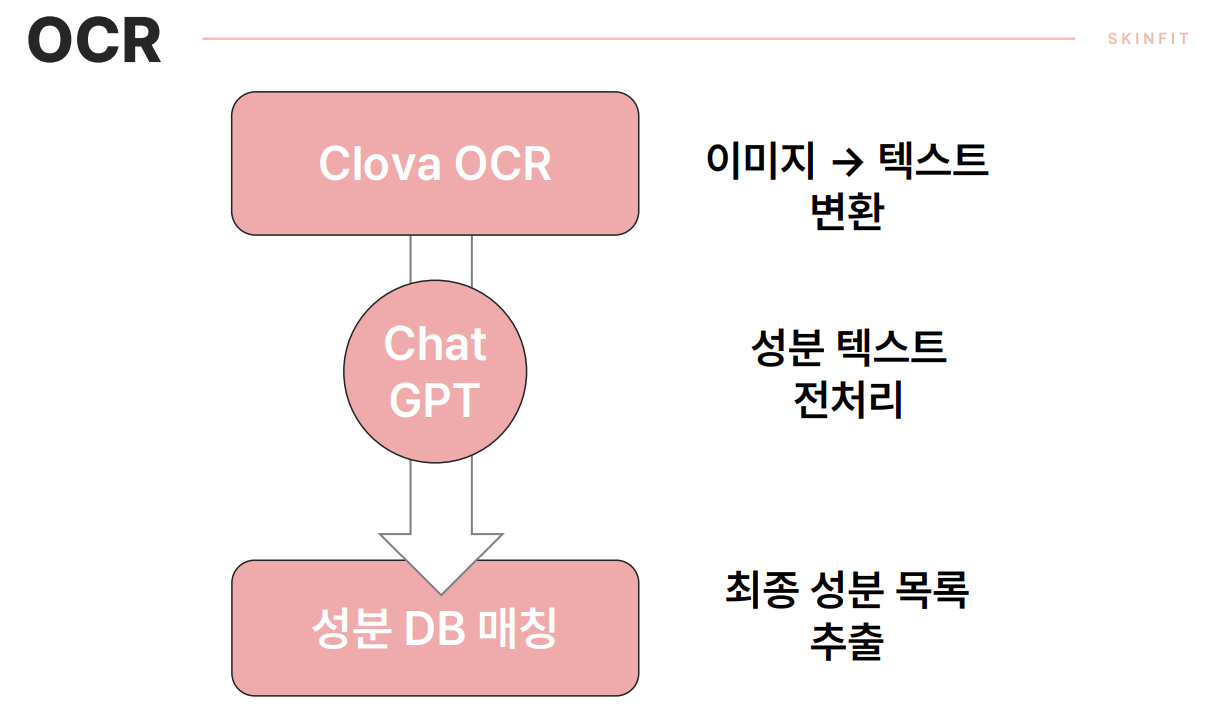 OCR
SKINFIT
Clova OCR
이미지 → 텍스트
변환
Chat
GPT
성분 텍스트
전처리
성분 DB 매칭
최종 성분 목록
추출